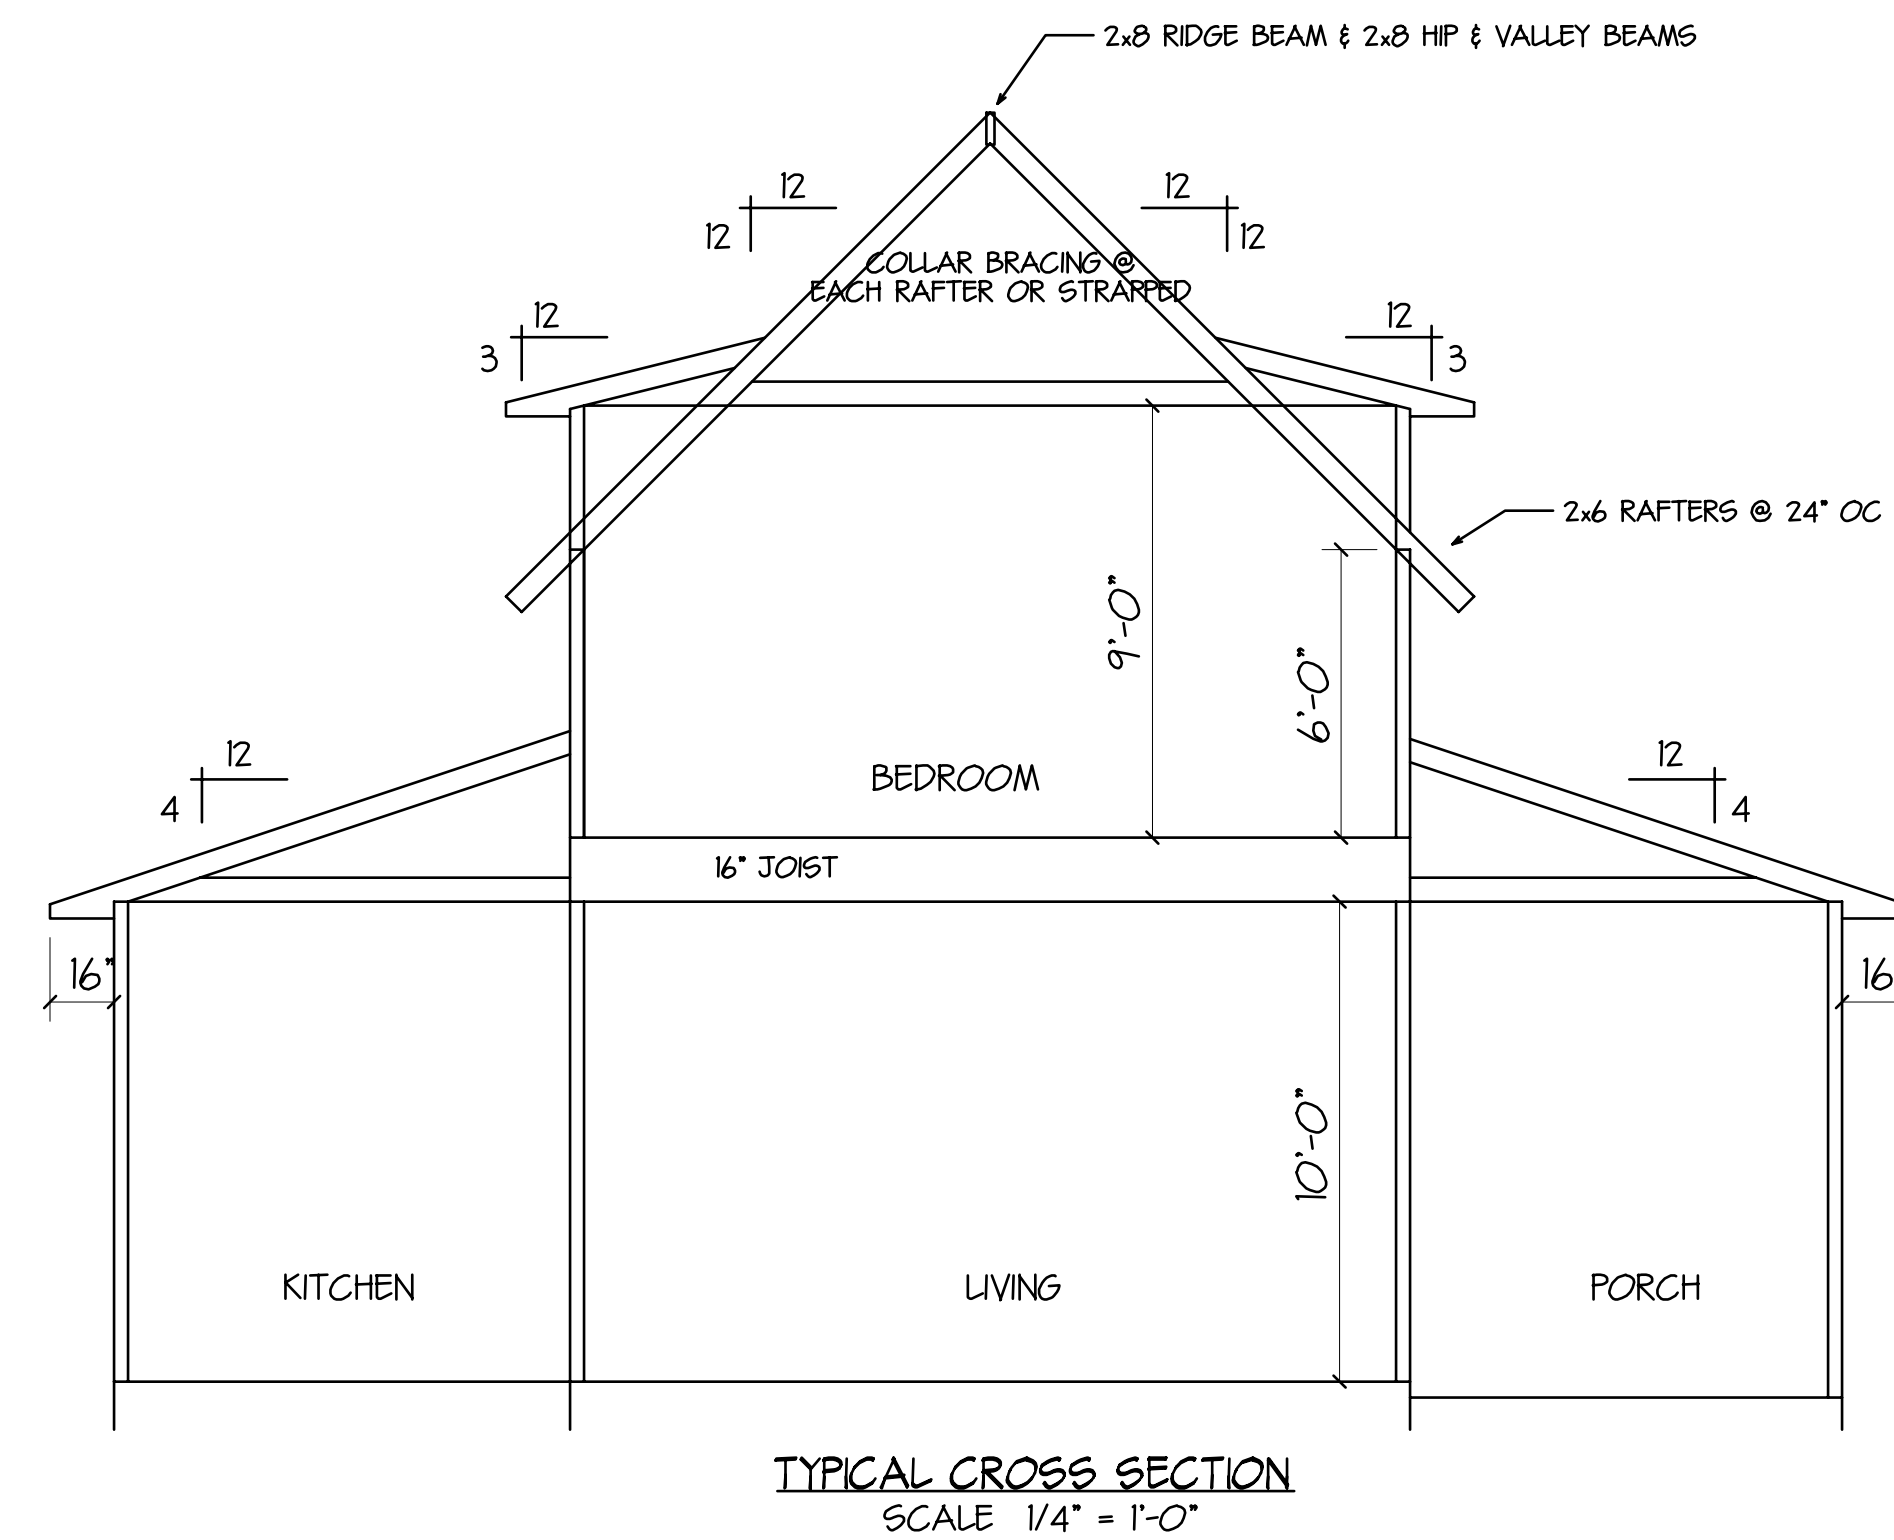 2x8 RIDGE BEAM & 2x8 HIP & VALLEY BEAMS
12
12
12
12
COLLAR BRACING @
EACH RAFTER OR STRAPPED
12
3
12
3
2x6 RAFTERS @ 24" OC
9'-0"
6'-0"
12
4
BEDROOM
12
4
16" JOIST
16"
16
10'-0"
KITCHEN
LIVING
PORCH
TYPICAL CROSS SECTION
SCALE 1/4" = 1'-0"